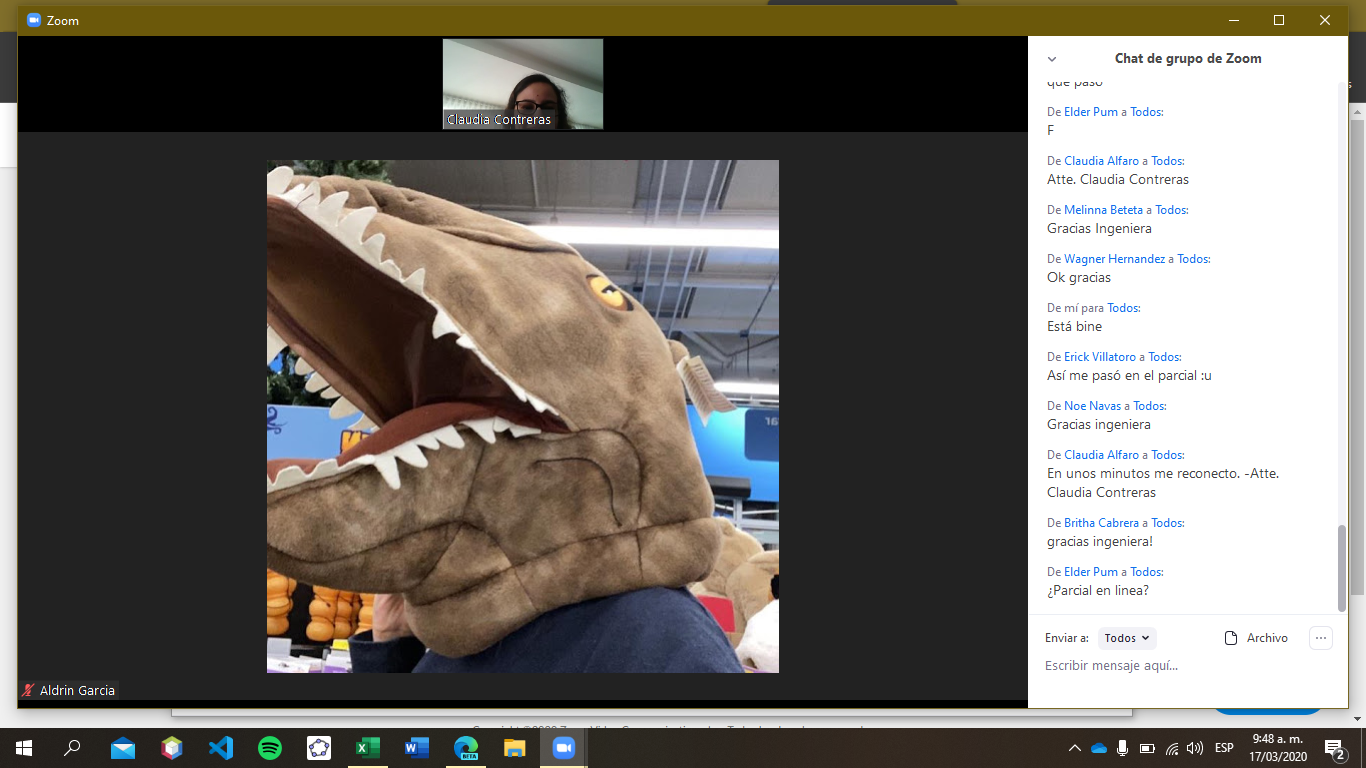 Zoom
Claudia Contreras
Aldrin Garcia
Chat de grupo de Zoom
que pasó
De Elder Pum a Todos:
F
De Claudia Alfaro a Todos:
Atte. Claudia Contreras
De Melinna Beteta a Todos:
Gracias Ingeniera
De Wagner Hernandez a Todos:
Ok gracias
De mí para Todos:
Está bine
De Erick Villatoro a Todos:
Así me pasó en el parcial :u
De Noe Navas a Todos:
Gracias ingeniera
De Claudia Alfaro a Todos:
En unos minutos me reconecto. -Atte.
Claudia Contreras
De Britha Cabrera a Todos:
gracias ingeniera!
De Elder Pum a Todos:
¿Parcial en linea?
Enviar a: Todos Archivo
Escribir mensaje aquí...
16
BETA
ESP
9:48 a. m.
17/03/2020
2